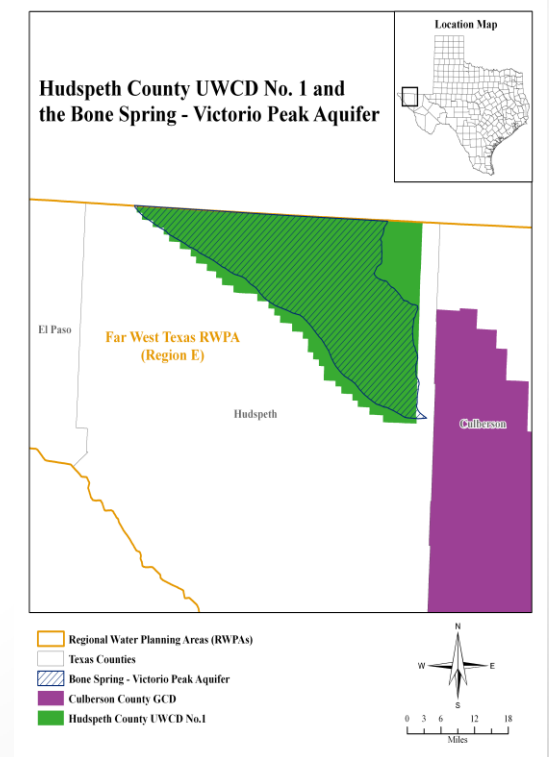 Location Map
Hudspeth County UWCD No. 1 and
the Bone Spring - Victorio Peak Aquifer
El Paso
Far West Texas RWPA
(Region E)
Hudspeth
Culberson
Regional Water Planning Areas (RWPAs)
Texas Counties
Bone Spring - Victorio Peak Aquifer
Culberson County GCD
Hudspeth County UWCD No.1
N
W E
S
0 3 6 12 18
Miles